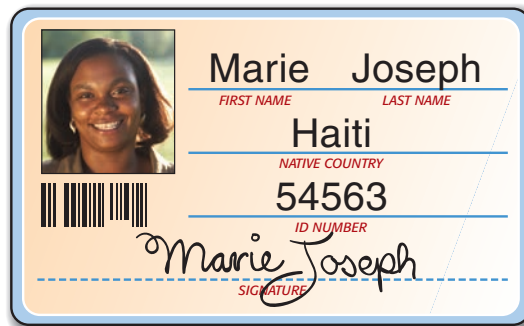 Marie Joseph
FIRST NAME LAST NAME
Haiti
NATIVE COUNTRY
54563
ID NUMBER
Marie Joseph
SIGNATURE